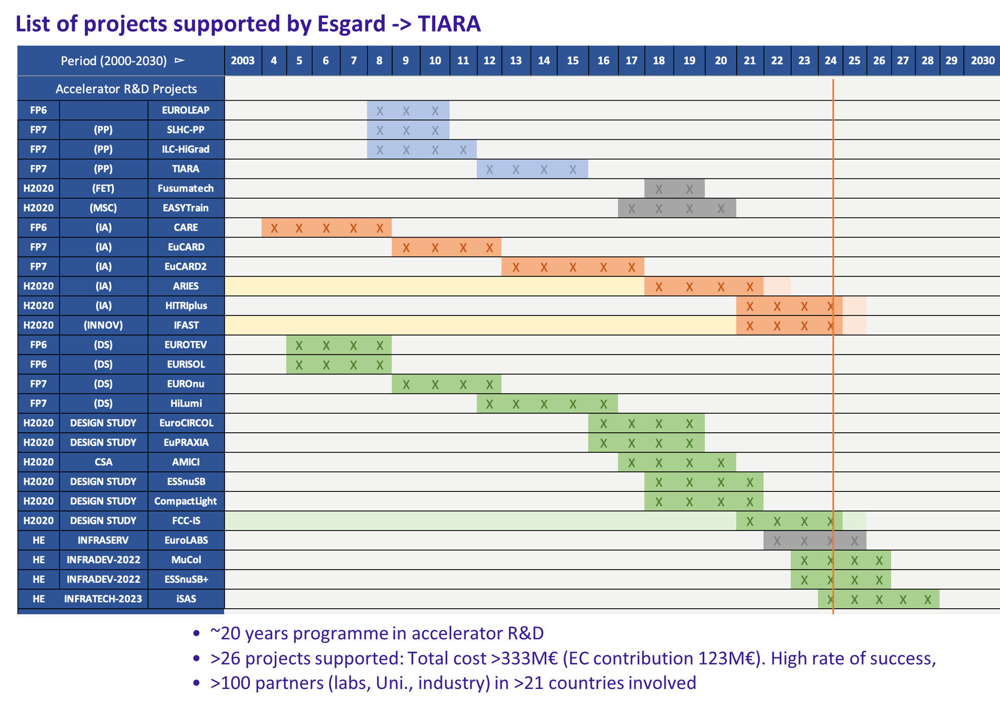 List of projects supported by Esgard -> TIARA
Period (2000-2030) ⊳ 2003 4 5 6 7 8 9 10 11 12 13 14 15 16 17 18 19 20 21 22 23 24 25 26 27 28 29 2030
Accelerator R&D Projects
FP6 EUROLEAP X X X
FP7 (PP) SLHC-PP X X X
FP7 (PP) ILC-HiGrad X X X X
FP7 (PP) TIARA X X X X
H2020 (FET) Fusumatech X X
H2020 (MSC) EASYTrain X X X X
FP6 (IA) CARE X X X X X
FP7 (IA) EuCARD X X X X
FP7 (IA) EuCARD2 X X X X X
H2020 (IA) ARIES X X X X
H2020 (IA) HITRIplus X X X X
H2020 (INNOV) IFAST X X X X
FP6 (DS) EUROTEV X X X X
FP6 (DS) EURISOL X X X X
FP7 (DS) EUROnu X X X X
FP7 (DS) HiLumi X X X X X
H2020 DESIGN STUDY EuroCIRCOL X X X X
H2020 DESIGN STUDY EuPRAXIA X X X X
H2020 CSA AMICI X X X X
H2020 DESIGN STUDY ESSnuSB X X X X
H2020 DESIGN STUDY CompactLight X X X X
H2020 DESIGN STUDY FCC-IS X X X X
HE INFRASERV EuroLABS X X X X
HE INFRADEV-2022 MuCol X X X X
HE INFRADEV-2022 ESSnuSB+ X X X X
HE INFRATECH-2023 iSAS X X X X X
• ~20 years programme in accelerator R&D
• >26 projects supported: Total cost >333M€ (EC contribution 123M€). High rate of success,
• >100 partners (labs, Uni., industry) in >21 countries involved